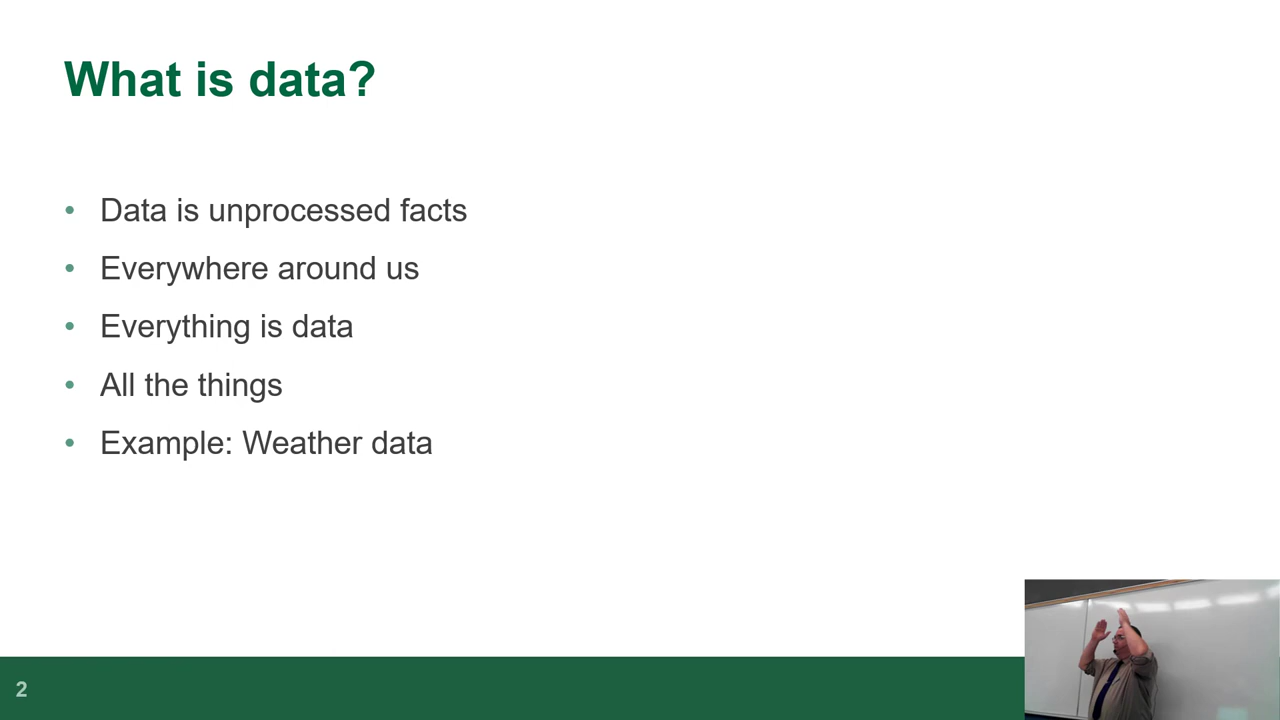 What is data?
• Data is unprocessed facts
• Everywhere around us
• Everything is data
• All the things
• Example: Weather data
2